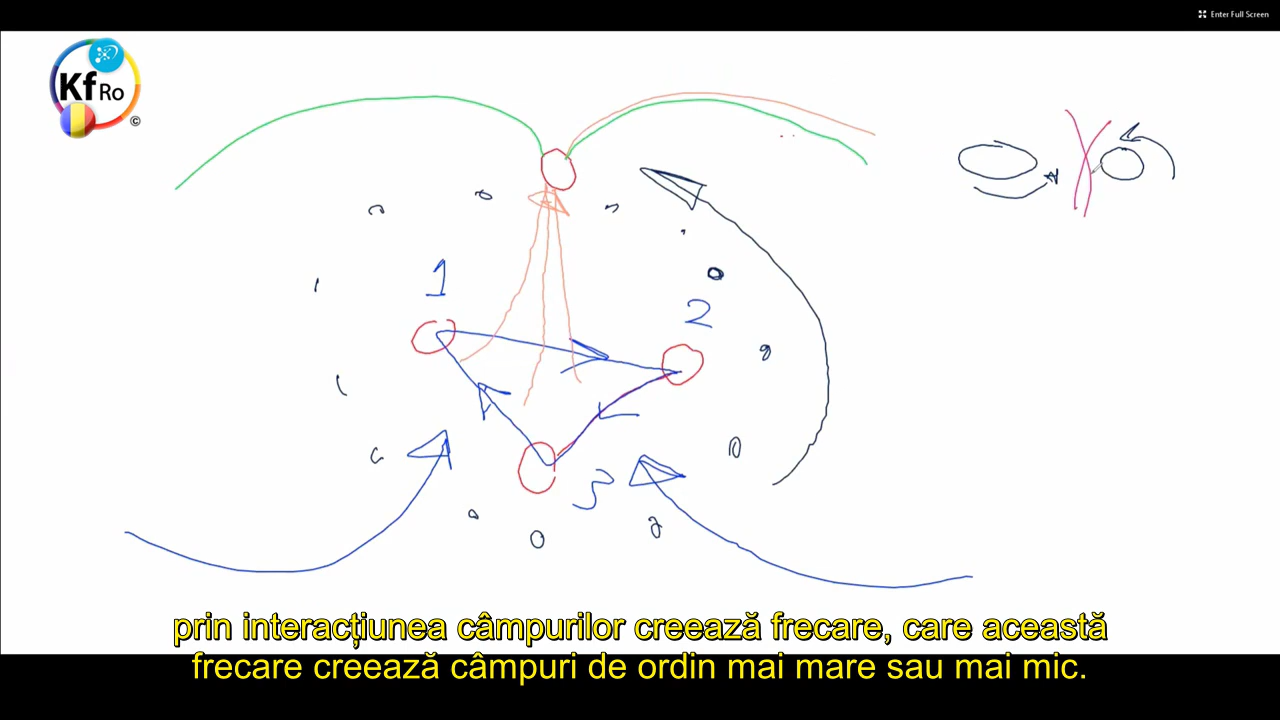 Enter Full Screen
Kf Ro
©
1
2
3
prin interacțiunea câmpurilor creează frecare, care această
frecare creează câmpuri de ordin mai mare sau mai mic.